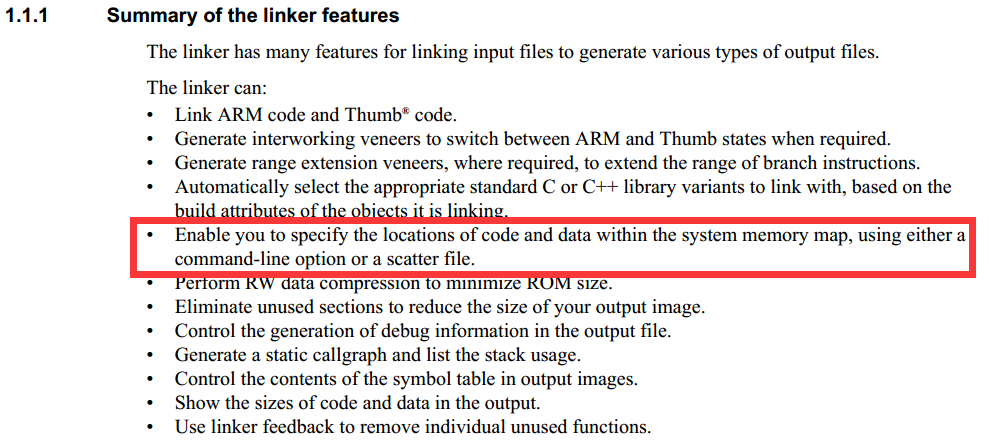 1.1.1 Summary of the linker features
The linker has many features for linking input files to generate various types of output files.
The linker can:
• Link ARM code and Thumb® code.
• Generate interworking veneers to switch between ARM and Thumb states when required.
• Generate range extension veneers, where required, to extend the range of branch instructions.
• Automatically select the appropriate standard C or C++ library variants to link with, based on the
build attributes of the objects it is linking.
• Enable you to specify the locations of code and data within the system memory map, using either a
command-line option or a scatter file.
• Perform RW data compression to minimize ROM size.
• Eliminate unused sections to reduce the size of your output image.
• Control the generation of debug information in the output file.
• Generate a static callgraph and list the stack usage.
• Control the contents of the symbol table in output images.
• Show the sizes of code and data in the output.
• Use linker feedback to remove individual unused functions.